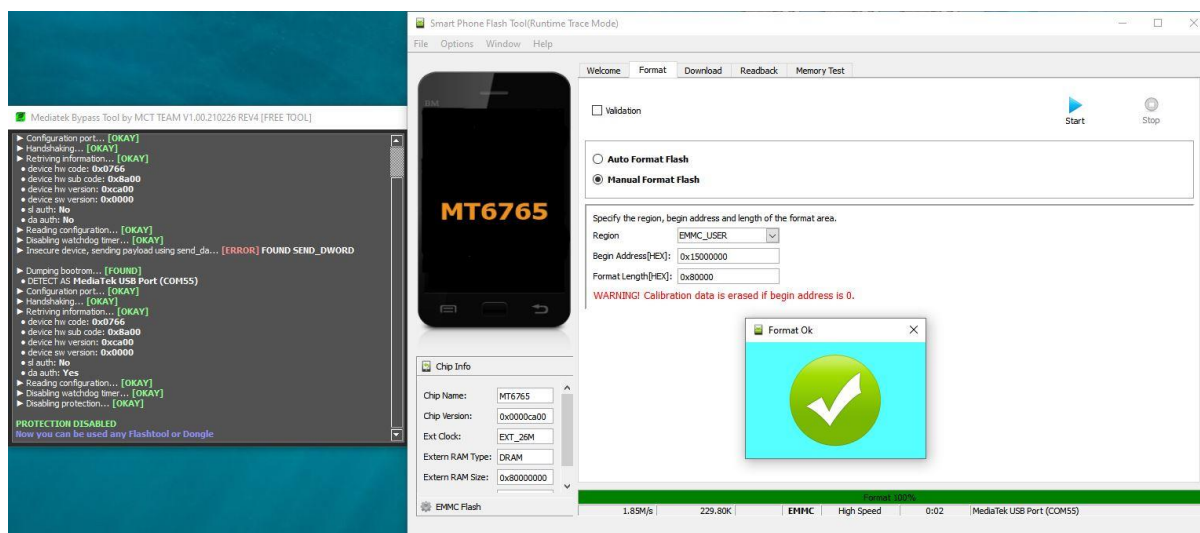 Mediatek Bypass Tool by MCT TEAM V1.00.210226 REV4 [FREE TOOL]
► Configuration port... [OKAY]
► Handshaking... [OKAY]
► Retriving information... [OKAY]
• device hw code: 0x0766
• device hw sub code: 0x8a00
• device hw version: 0xca00
• device sw version: 0x0000
• sl auth: No
• da auth: No
► Reading configuration... [OKAY]
► Disabling watchdog timer... [OKAY]
► Insecure device, sending payload using send_da... [ERROR] FOUND SEND_DWORD
► Dumping bootrom... [FOUND]
• DETECT AS MediaTek USB Port (COM55)
► Configuration port... [OKAY]
► Handshaking... [OKAY]
► Retriving information... [OKAY]
• device hw code: 0x0766
• device hw sub code: 0x8a00
• device hw version: 0xca00
• device sw version: 0x0000
• sl auth: No
• da auth: Yes
► Reading configuration... [OKAY]
► Disabling watchdog timer... [OKAY]
► Disabling protection... [OKAY]
PROTECTION DISABLED
Now you can be used any Flashtool or Dongle
Smart Phone Flash Tool(Runtime Trace Mode)
File Options Window Help
BM
MT6765
Chip Info
Chip Name: MT6765
Chip Version: 0x0000ca00
Ext Clock: EXT_26M
Extern RAM Type: DRAM
Extern RAM Size: 0x80000000
EMMC Flash
Welcome Format Download Readback Memory Test
Validation
Start Stop
Auto Format Flash
Manual Format Flash
Specify the region, begin address and length of the format area.
Region EMMC_USER
Begin Address[HEX]: 0x15000000
Format Length[HEX]: 0x80000
WARNING! Calibration data is erased if begin address is 0.
Format Ok
Format 100%
1.85M/s 229.80K EMMC High Speed 0:02 MediaTek USB Port (COM55)